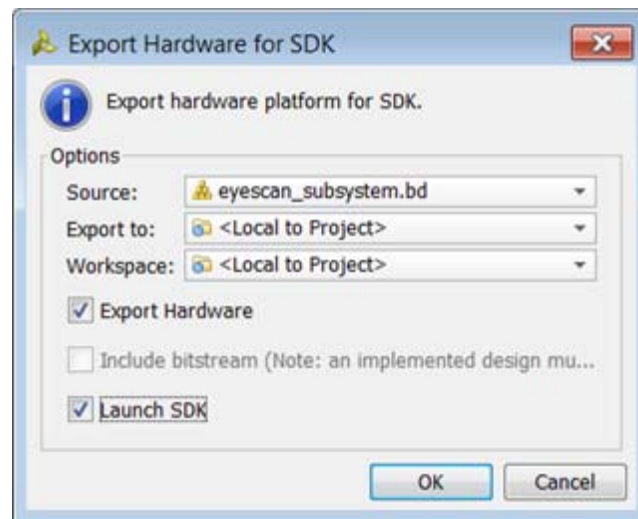 Export Hardware for SDK
Export hardware platform for SDK.
Options
Source: eyescan_subsystem.bd
Export to: <Local to Project>
Workspace: <Local to Project>
Export Hardware
Include bitstream (Note: an implemented design mu...
Launch SDK
OK Cancel